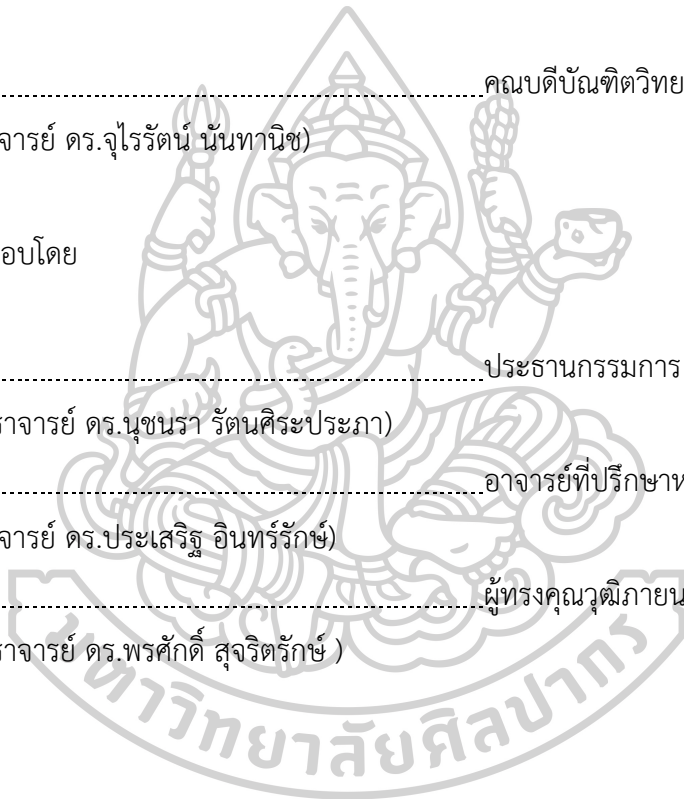 คณบดีบัณฑิตวิทย
จารย์ ดร.จุไรรัตน์ นันทานิช)
อบโดย
ประธานกรรมการ
าจารย์ ดร.นุชนรา รัตนศิระประภา)
อาจารย์ที่ปรึกษาห
จารย์ ดร.ประเสริฐ อินทร์รักษ์)
ผู้ทรงคุณวุฒิภายน
าจารย์ ดร.พรศักดิ์ สุจริตรักษ์ )
มหาวิทยาลัยศิลปากร